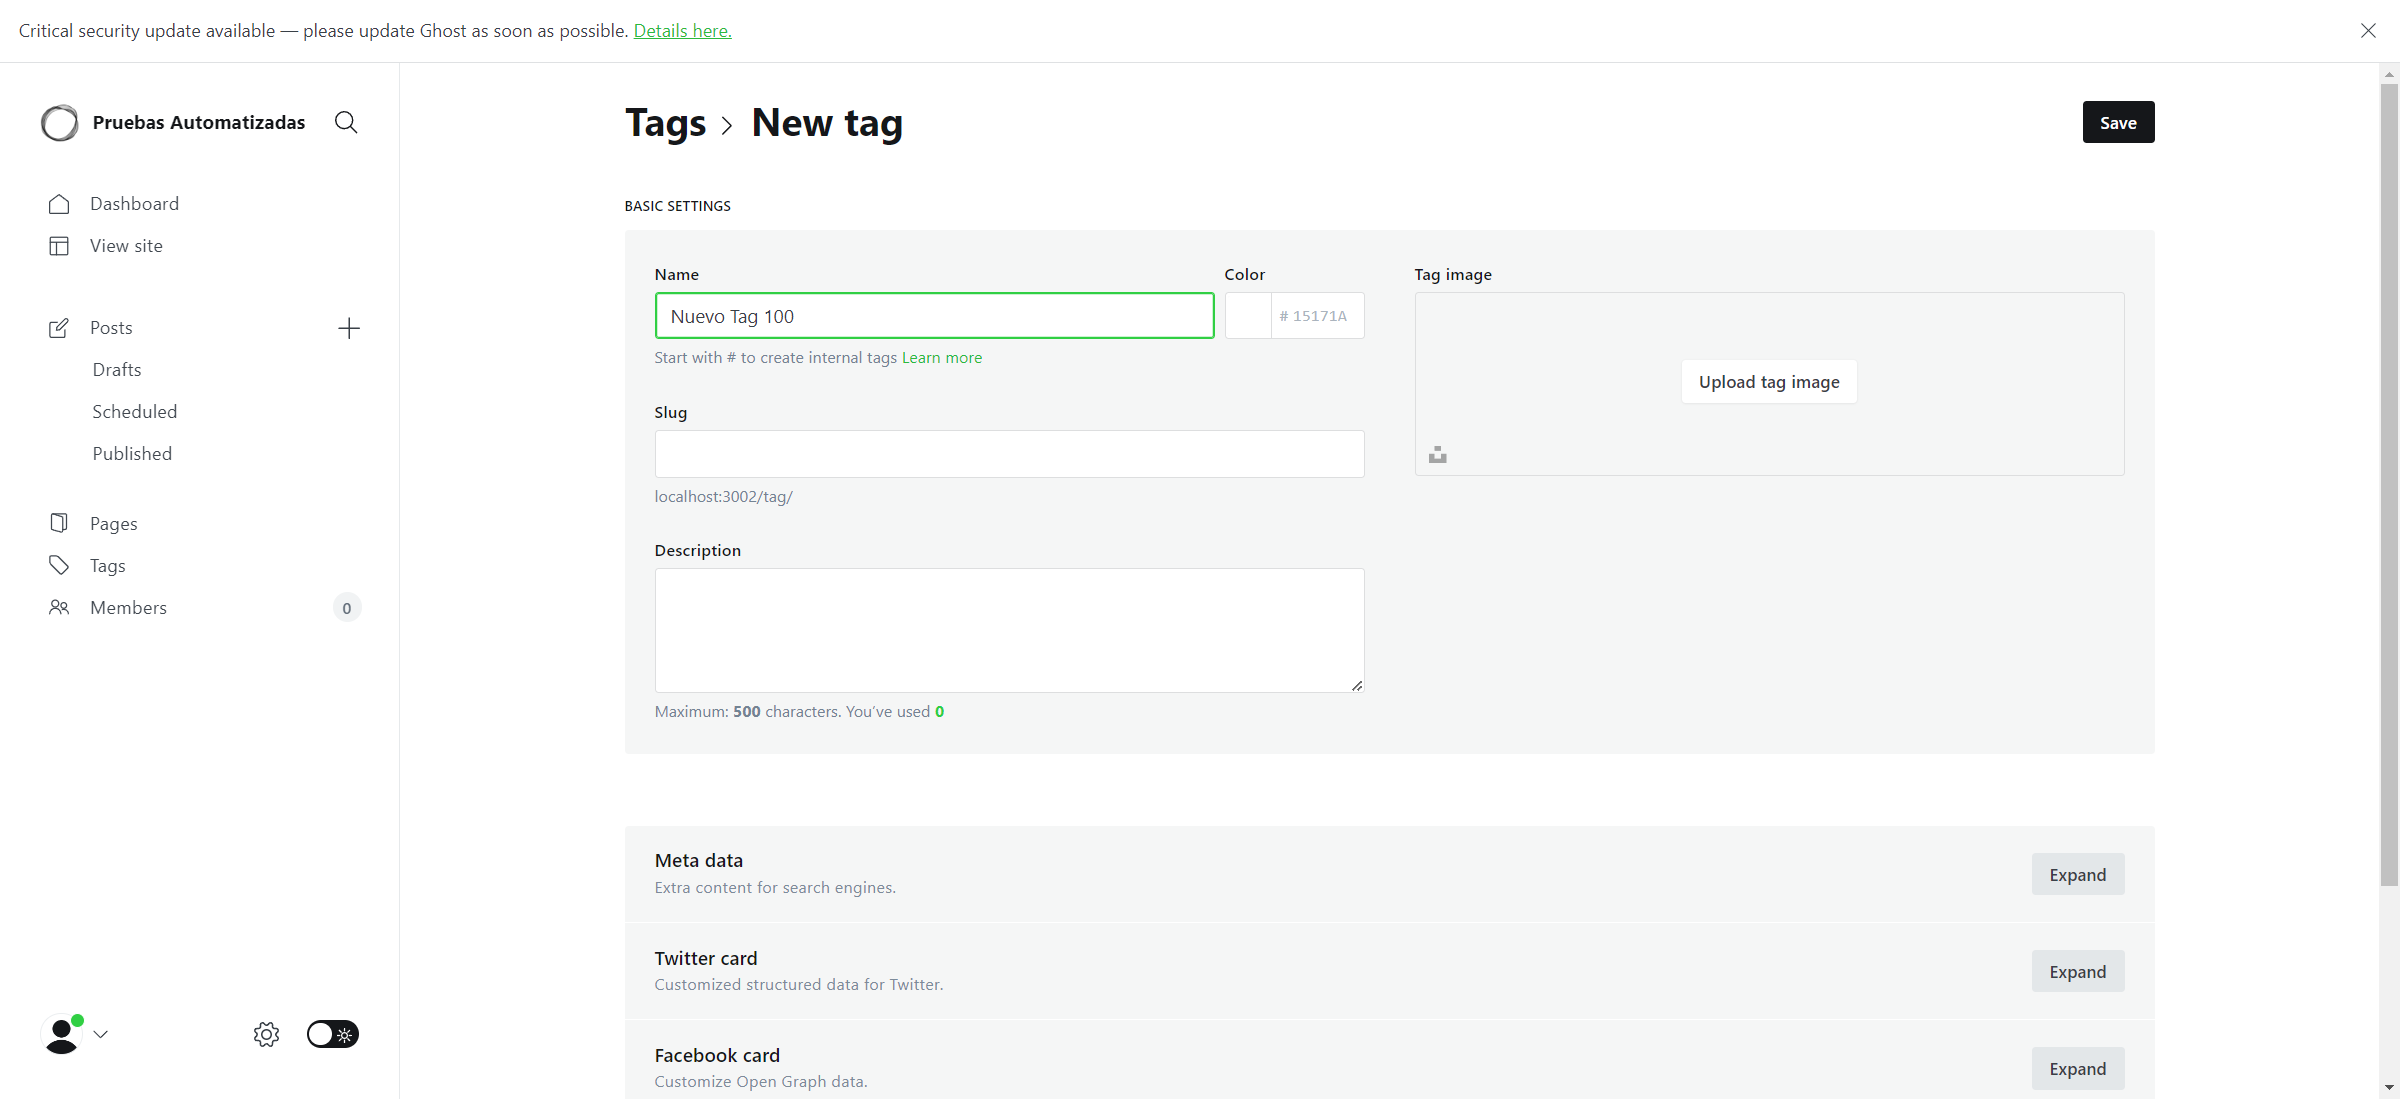 Critical security update available — please update Ghost as soon as possible. Details here.
Pruebas Automatizadas
Dashboard
View site
Posts
Drafts
Scheduled
Published
Pages
Tags
Members
0
Tags
New tag
Save
BASIC SETTINGS
Name
Nuevo Tag 100
Start with # to create internal tags Learn more
Color
# 15171A
Slug
localhost:3002/tag/
Description
Maximum: 500 characters. You’ve used 0
Tag image
Upload tag image
Meta data
Extra content for search engines.
Expand
Twitter card
Customized structured data for Twitter.
Expand
Facebook card
Customize Open Graph data.
Expand